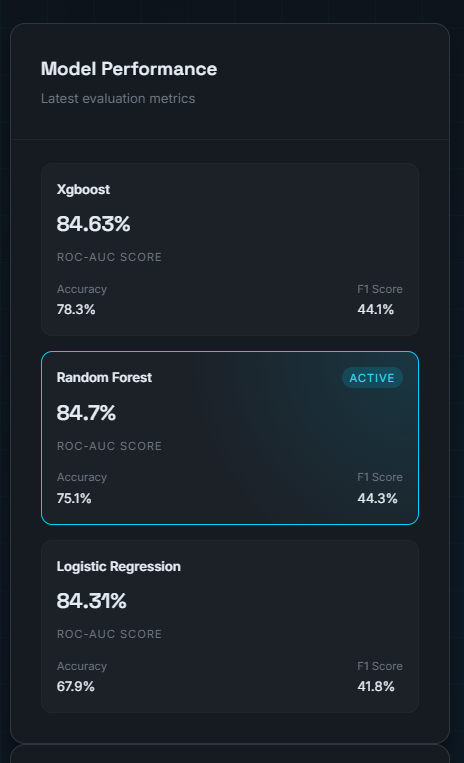 Model Performance
Latest evaluation metrics
Xgboost
84.63%
ROC-AUC SCORE
Accuracy F1 Score
78.3% 44.1%
Random Forest ACTIVE
84.7%
ROC-AUC SCORE
Accuracy F1 Score
75.1% 44.3%
Logistic Regression
84.31%
ROC-AUC SCORE
Accuracy F1 Score
67.9% 41.8%